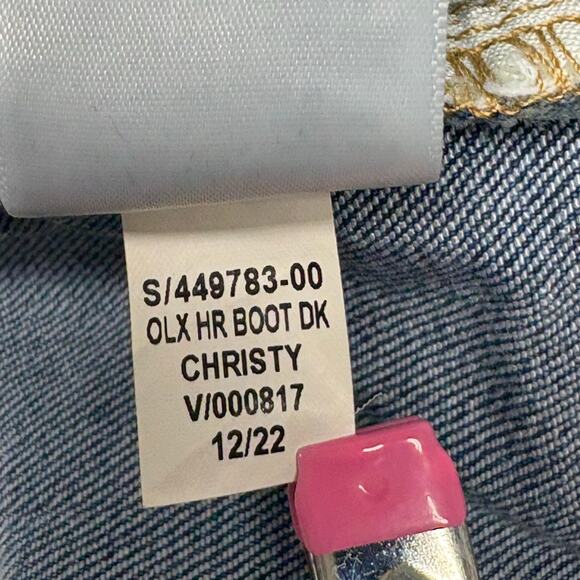 S/449783-00
OLX HR BOOT DK
CHRISTY
V/000817
12/22